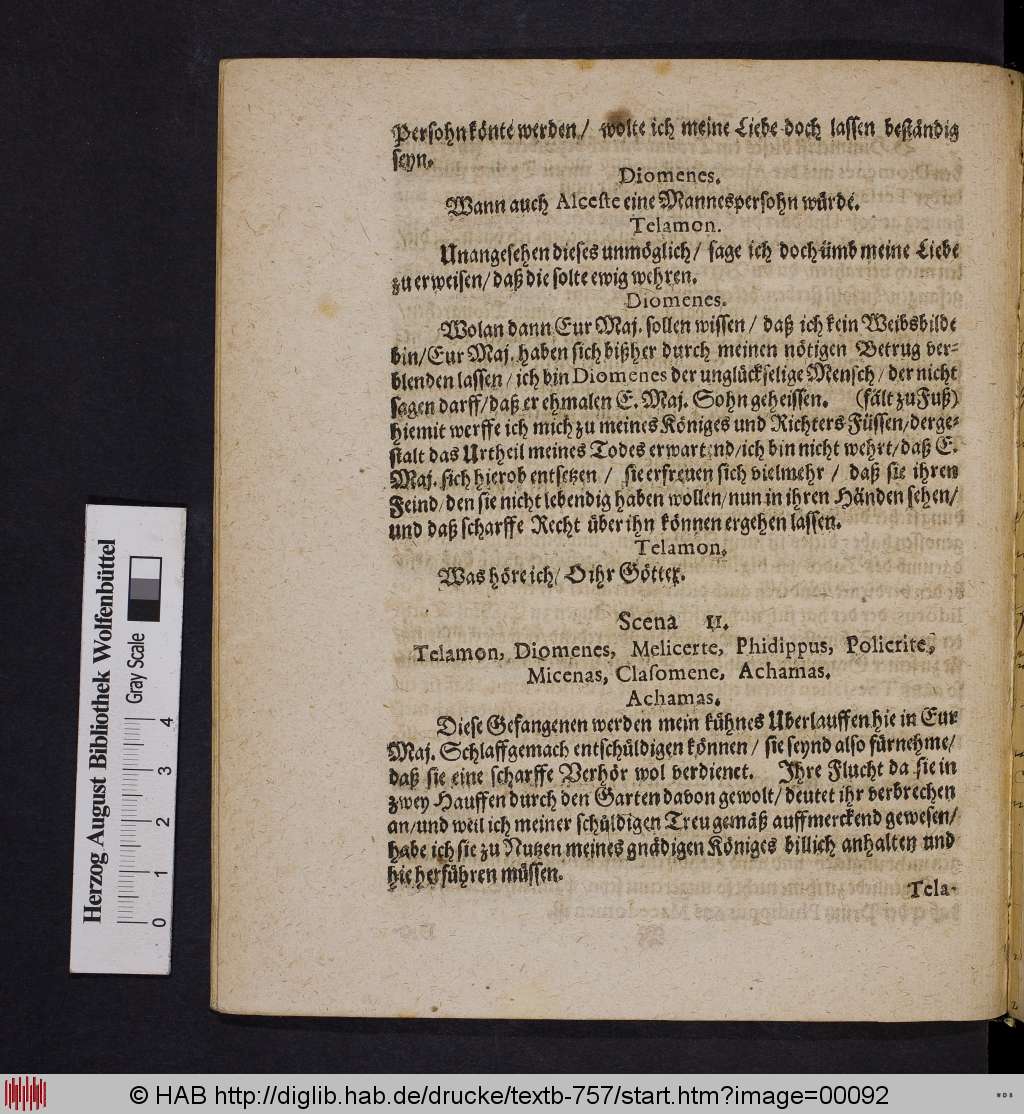 Persohn könte werden / wolte ich meine Liebe doch lassen beständig
seyn.
Diomenes.
Wann auch Alceste eine Mannespersohn würde.
Telamon.
Unangesehen dieses unmöglich / sage ich doch ümb meine Liebe
zu erweisen / daß die solte ewig wehren.
Diomenes.
Wolan dann Eur Maj. sollen wissen / daß ich kein Weibsbilde
bin / Eur Maj. haben sich bißher durch meinen nötigen Betrug ver-
blenden lassen / ich bin Diomenes der unglückselige Mensch / der nicht
sagen darff / daß er ehmalen E. Maj. Sohn geheissen. (fält zu Fuß)
hiemit werffe ich mich zu meines Königes und Richters Füssen / derge-
stalt das Urtheil meines Todes erwartend / ich bin nicht wehrt / daß E.
Maj. sich hierob entsetzen / sie erfreuen sich vielmehr / daß sie ihren
Feind / den sie nicht lebendig haben wollen / nun in ihren Händen sehen /
und daß scharffe Recht über ihn können ergehen lassen.
Telamon.
Was höre ich / O ihr Götter.
Scena II.
Telamon, Diomenes, Melicerte, Phidippus, Policrite,
Micenas, Clasomene, Achamas.
Achamas.
Diese Gefangenen werden mein kühnes Uberlauffen hie in Eur
Maj. Schlaffgemach entschüldigen können / sie seynd also fürnehme /
daß sie eine scharffe Verhör wol verdienet. Ihre Flucht da sie in
zwey Hauffen durch den Garten davon gewolt / deutet ihr verbrechen
an / und weil ich meiner schüldigen Treu gemäß auffmerckend gewesen /
habe ich sie zu Nutzen meines gnädigen Königes billich anhalten und
hie herführen müssen.
Tela-
Herzog August Bibliothek Wolfenbüttel
Gray Scale
0 1 2 3 4
© HAB http://diglib.hab.de/drucke/textb-757/start.htm?image=00092